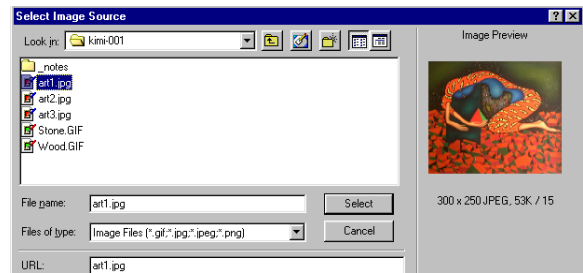 Select Image Source
Look in: kimi-001
Image Preview
_notes
art1.jpg
art2.jpg
art3.jpg
Stone.GIF
Wood.GIF
File name: art1.jpg Select
300 x 250 JPEG, 53K / 15
Files of type: Image Files (*.gif;*.jpg;*.jpeg;*.png) Cancel
URL: art1.jpg